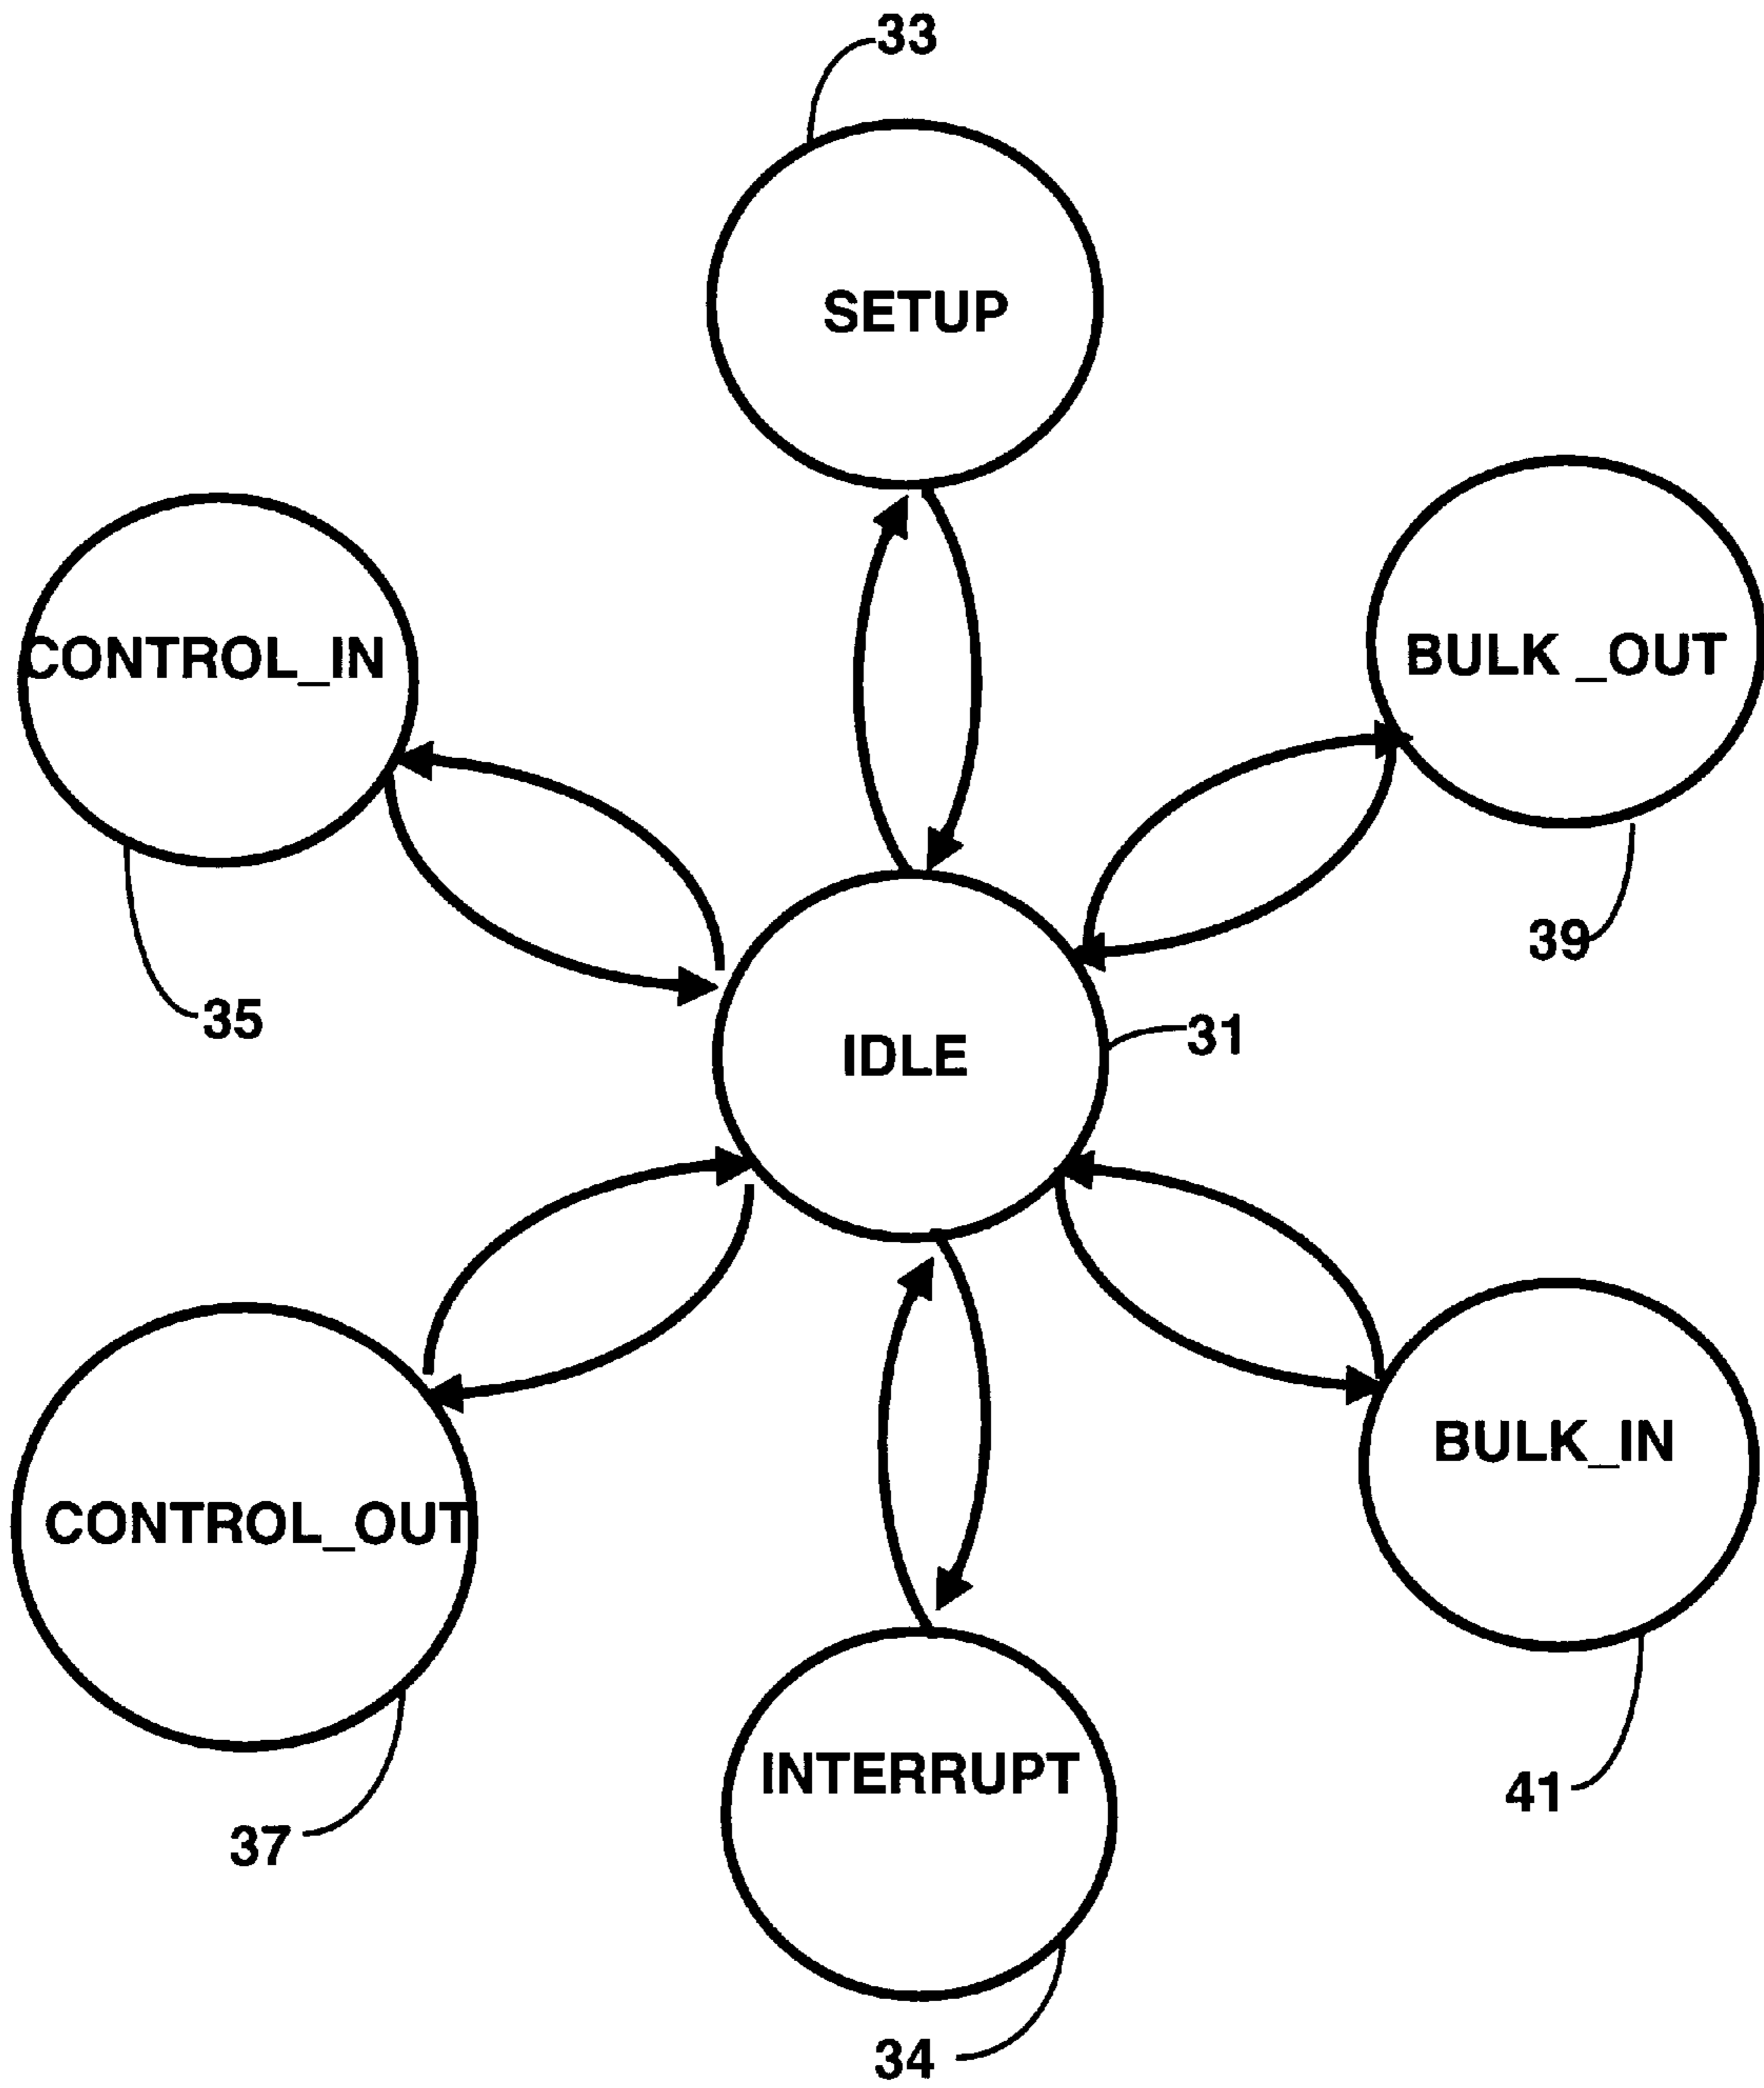 33
SETUP
CONTROL_IN
BULK _OUT
39
35
31
IDLE
CONTROL_OUT
BULK_IN
INTERRUPT
41
37
34